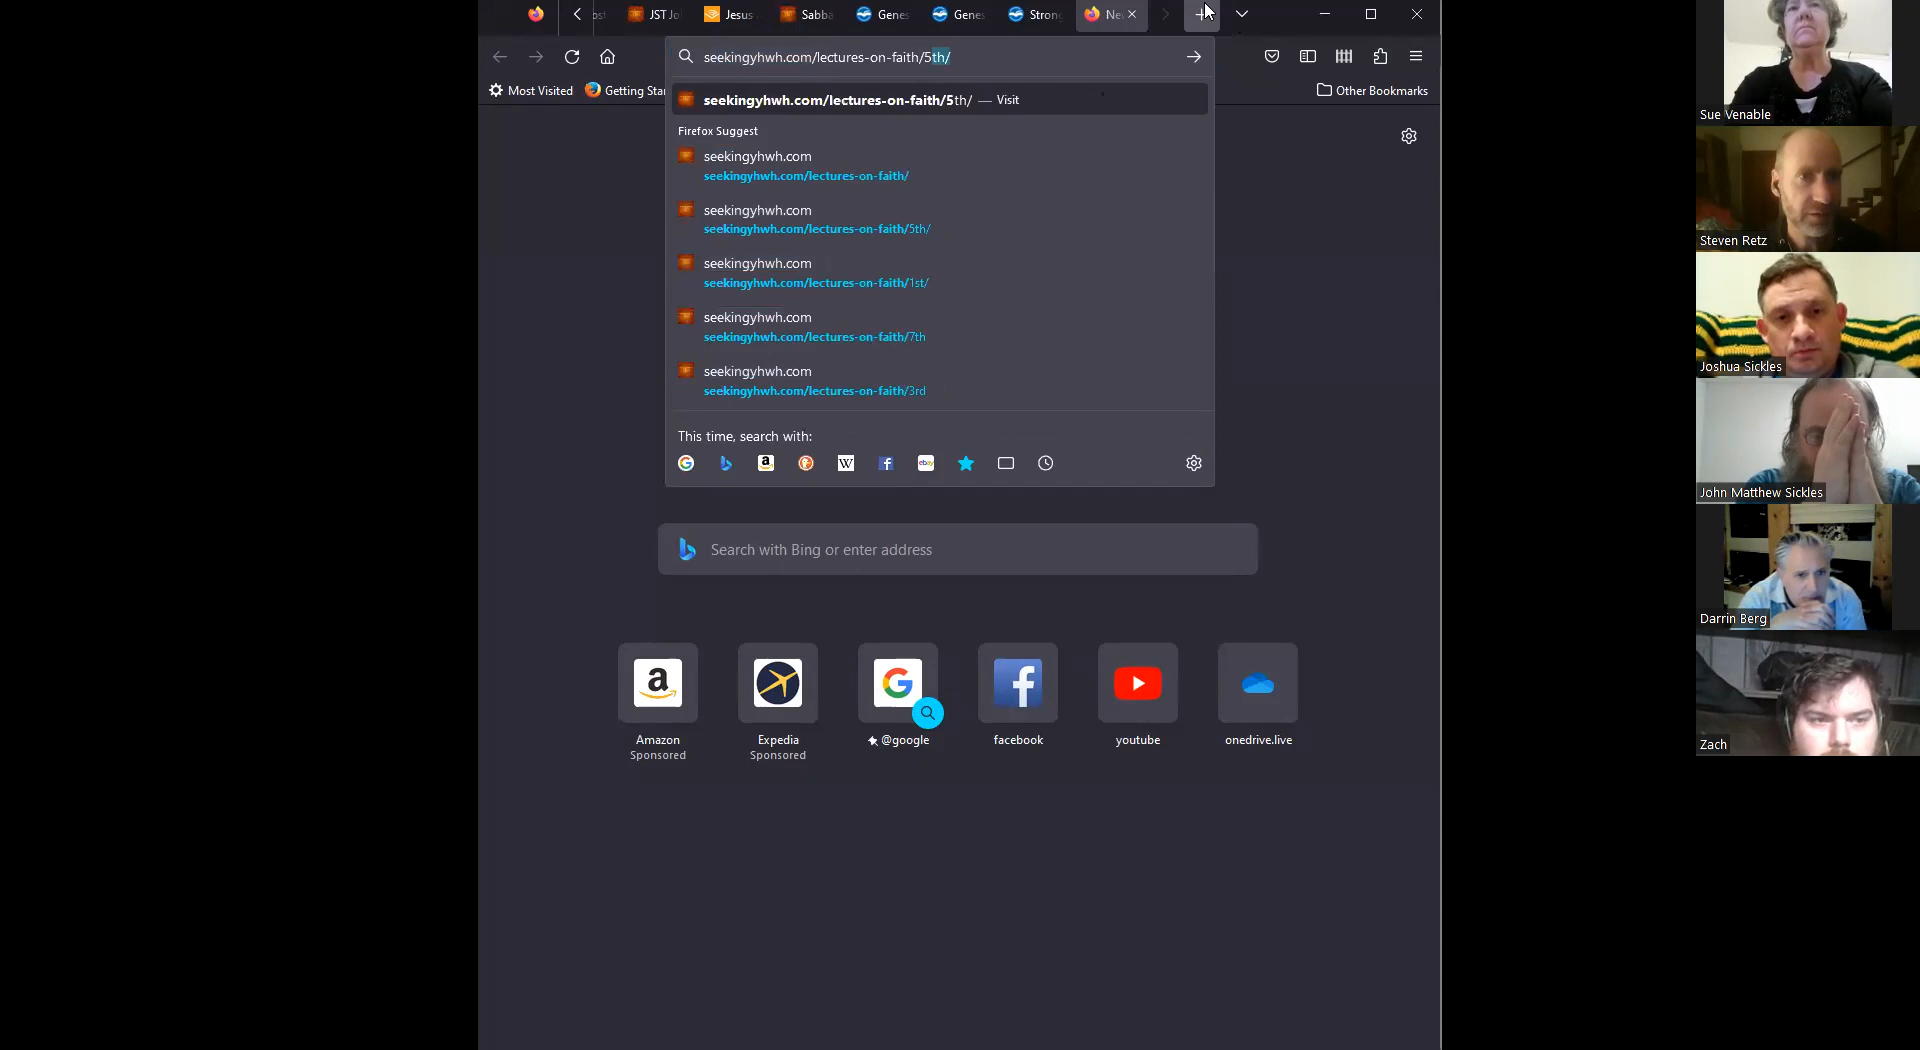 JST Jo
Jesus
Sabba
Genes
Genes
Strong
Ne
seekingyhwh.com/lectures-on-faith/5th/
Most Visited
Getting Sta
Other Bookmarks
seekingyhwh.com/lectures-on-faith/5th/ — Visit
Firefox Suggest
seekingyhwh.com
seekingyhwh.com/lectures-on-faith/
seekingyhwh.com
seekingyhwh.com/lectures-on-faith/5th/
seekingyhwh.com
seekingyhwh.com/lectures-on-faith/1st/
seekingyhwh.com
seekingyhwh.com/lectures-on-faith/7th
seekingyhwh.com
seekingyhwh.com/lectures-on-faith/3rd
This time, search with:
Search with Bing or enter address
Amazon
Sponsored
Expedia
Sponsored
@google
facebook
youtube
onedrive.live
Sue Venable
Steven Retz
Joshua Sickles
John Matthew Sickles
Darrin Berg
Zach